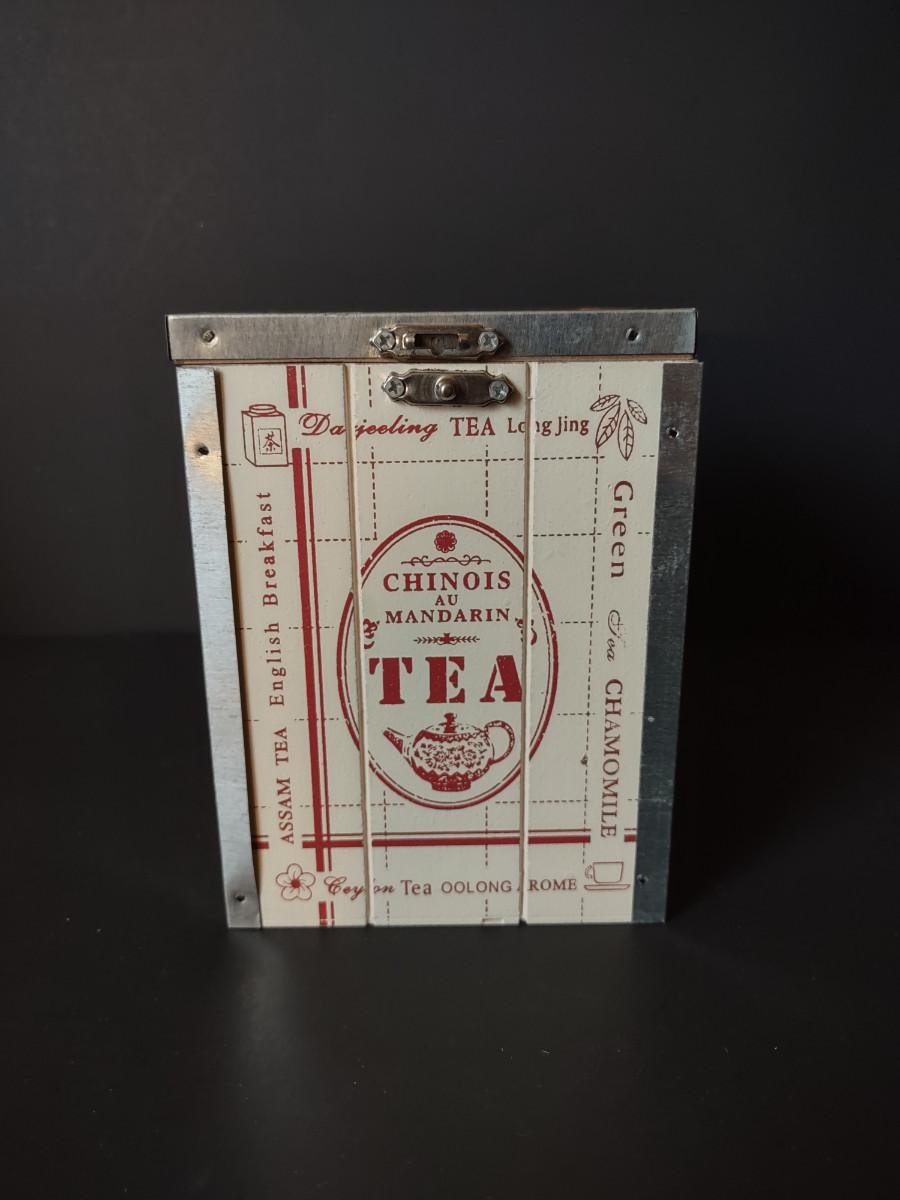 Darjeeling TEA Long Jing
茶
ASSAM TEA English Breakfast
CHINOIS
AU
MANDARIN
TEA
Green Tea CHAMOMILE
Ceylon Tea OOLONG AROME